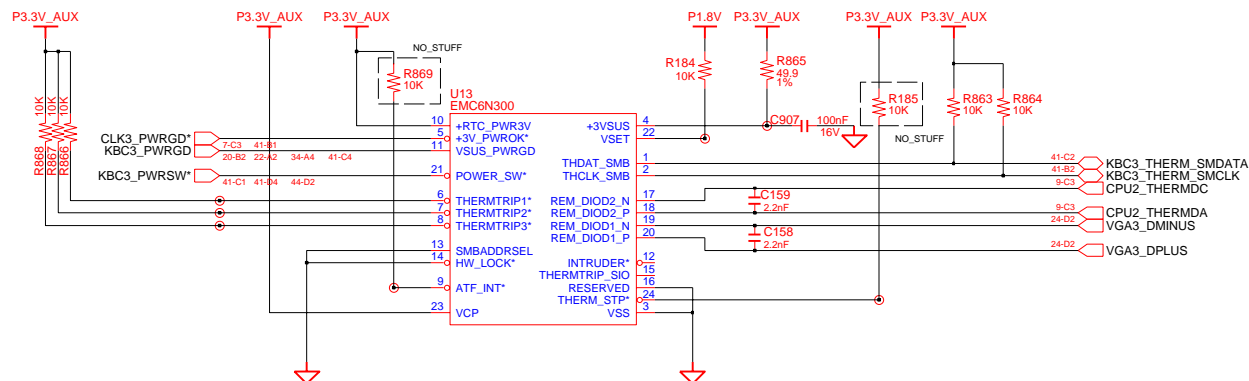 P3.3V_AUX P3.3V_AUX P3.3V_AUX P1.8V P3.3V_AUX P3.3V_AUX P3.3V_AUX
NO_STUFF
R869
10K
R184
10K
R865
49.9
1%
R185
10K
NO_STUFF
R863
10K
R864
10K
10K
10K
10K
R868
R867
R866
U13
EMC6N300
C907 100nF
16V
CLK3_PWRGD*
7-C3 41-B1
KBC3_PWRGD
20-B2 22-A2 34-A4 41-C4
KBC3_PWRSW*
41-C1 41-D4 44-D2
10 +RTC_PWR3V
5 +3V_PWROK*
11 VSUS_PWRGD
21 POWER_SW*
6 THERMTRIP1*
7 THERMTRIP2*
8 THERMTRIP3*
13 SMBADDRSEL
14 HW_LOCK*
9 ATF_INT*
23 VCP
+3VSUS 4
VSET 22
THDAT_SMB 1
THCLK_SMB 2
REM_DIOD2_N 17
REM_DIOD2_P 18
REM_DIOD1_N 19
REM_DIOD1_P 20
INTRUDER* 12
THERMTRIP_SIO 15
RESERVED 16
THERM_STP* 24
VSS 3
C159
2.2nF
C158
2.2nF
41-C2 KBC3_THERM_SMDATA
41-B2 KBC3_THERM_SMCLK
9-C3 CPU2_THERMDC
9-C3 CPU2_THERMDA
24-D2 VGA3_DMINUS
24-D2 VGA3_DPLUS